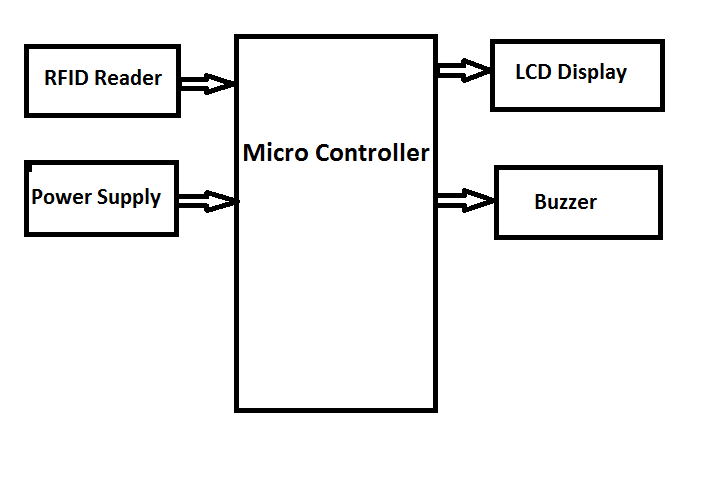 RFID Reader
LCD Display
Micro Controller
Power Supply
Buzzer